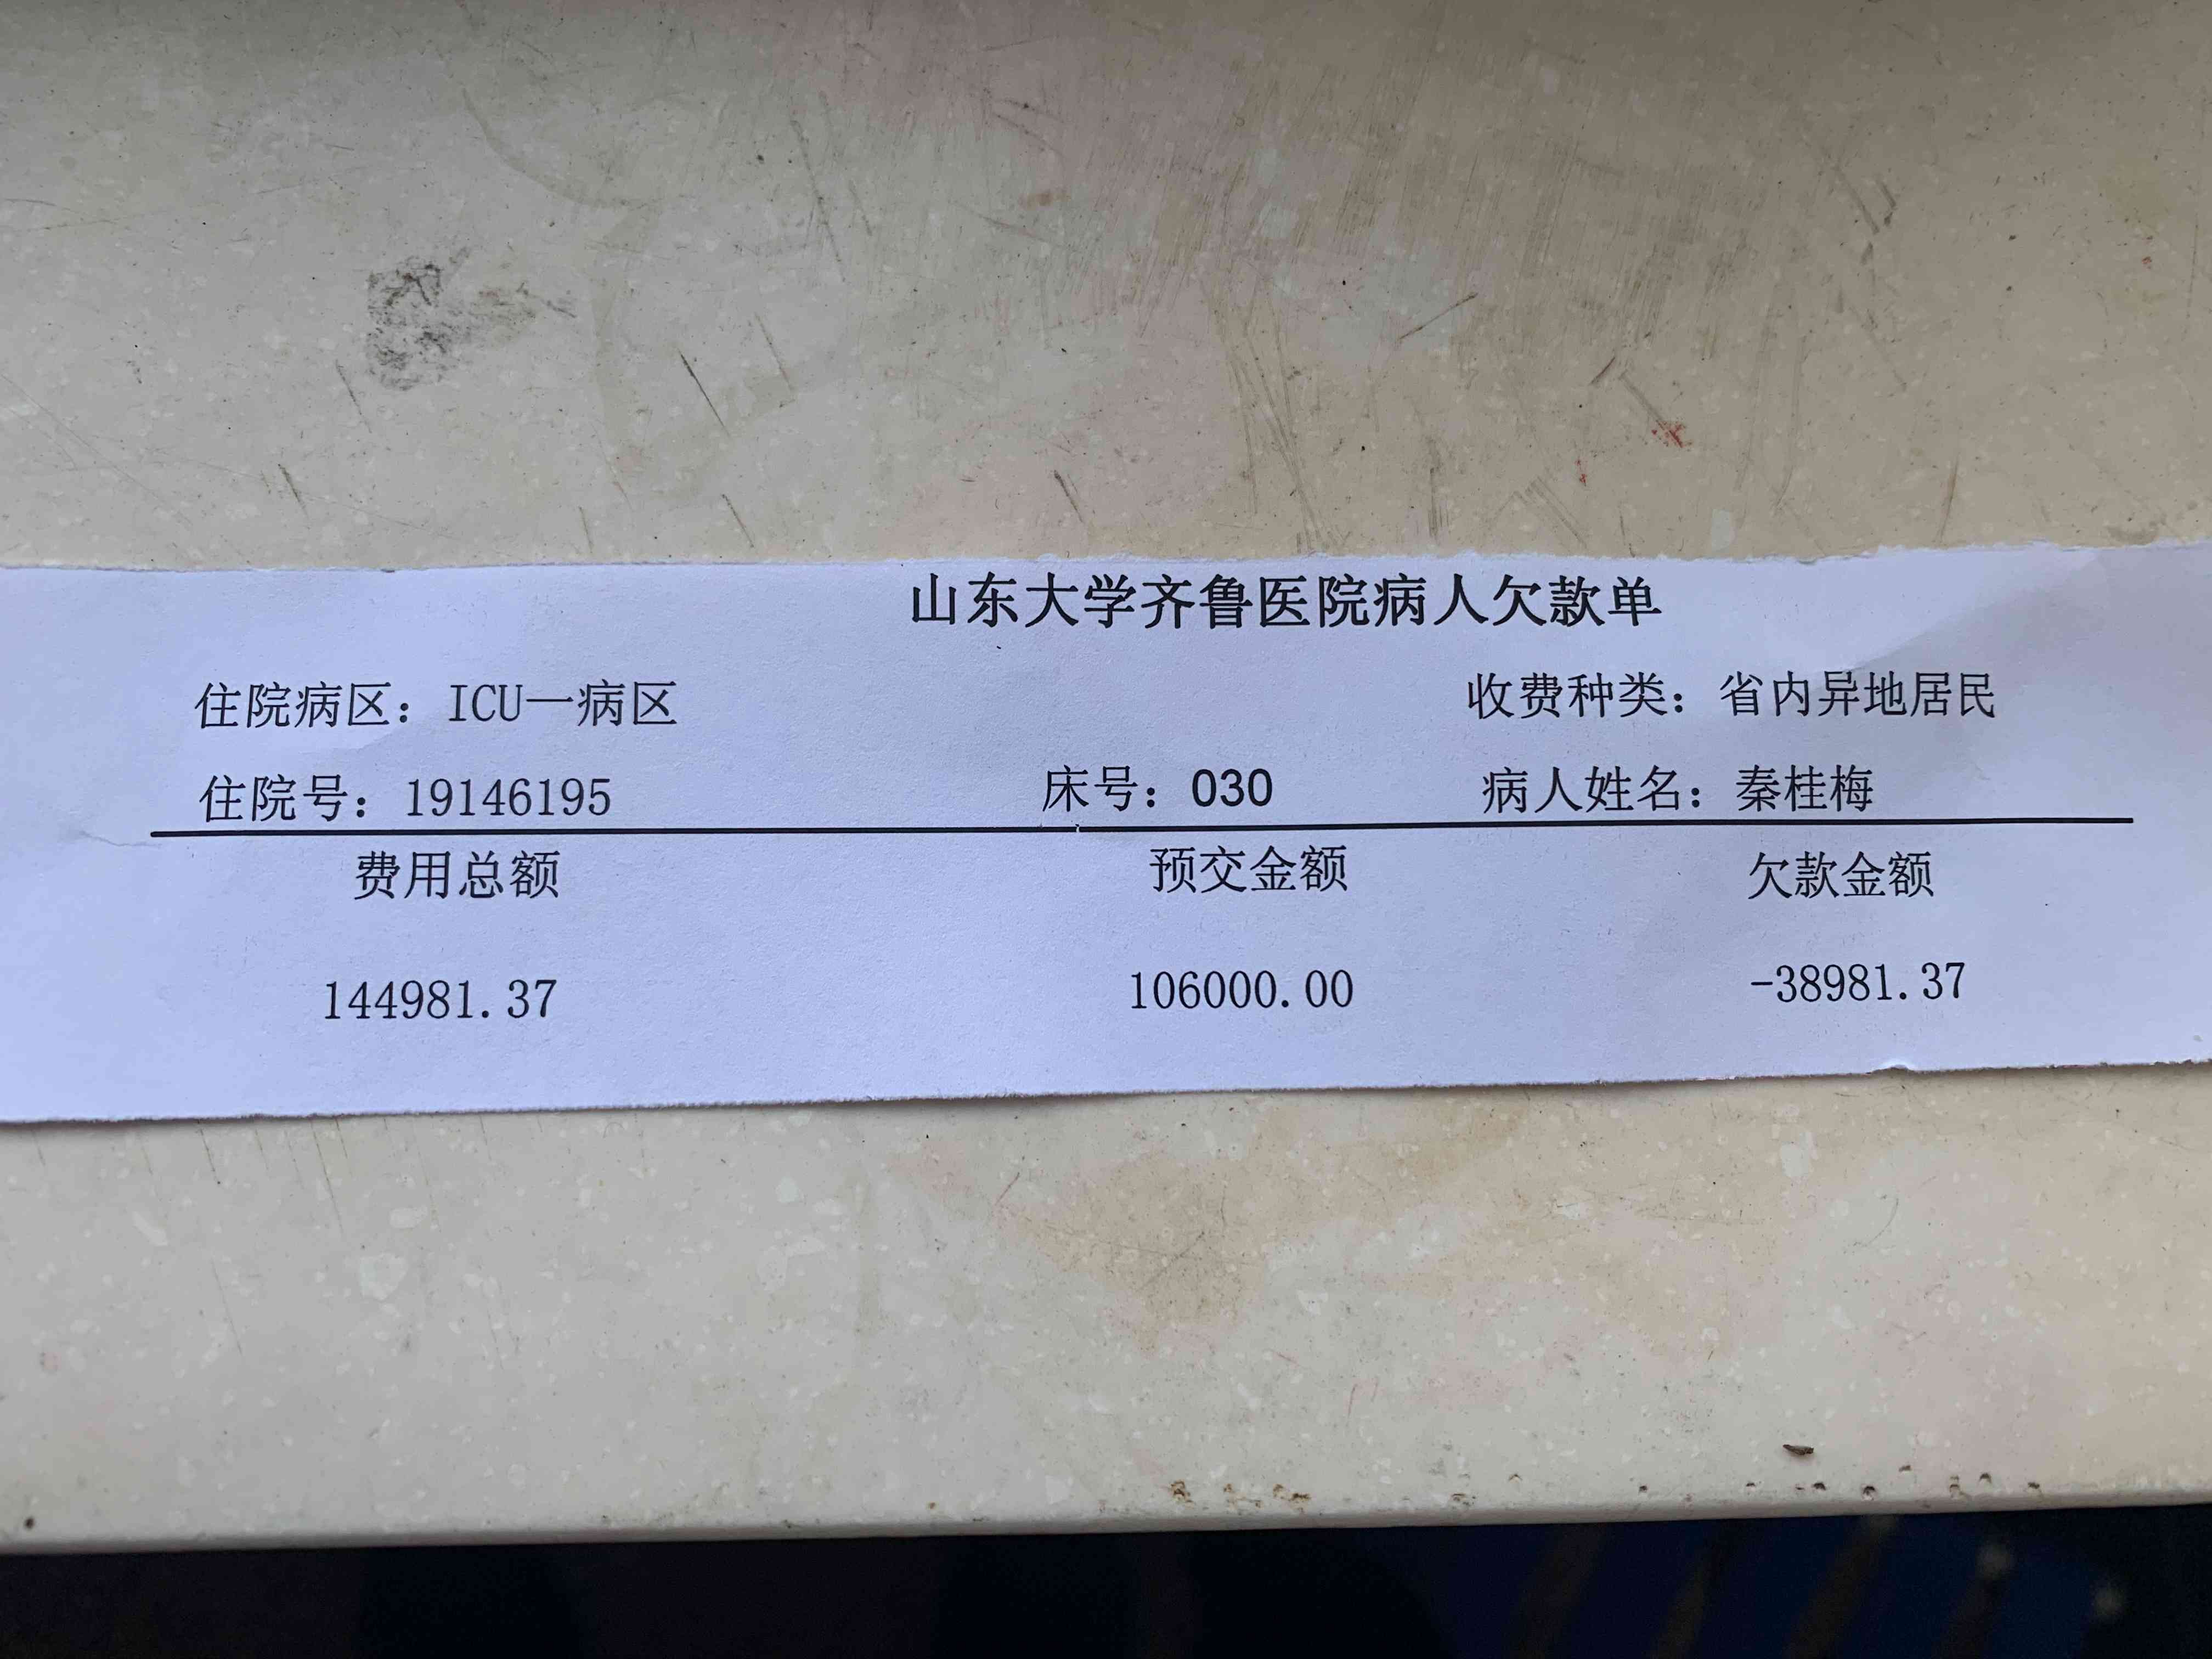 山东大学齐鲁医院病人欠款单
住院病区：ICU一病区 收费种类：省内异地居民
住院号：19146195 床号：030 病人姓名：秦桂梅
费用总额 预交金额 欠款金额
144981.37 106000.00 -38981.37